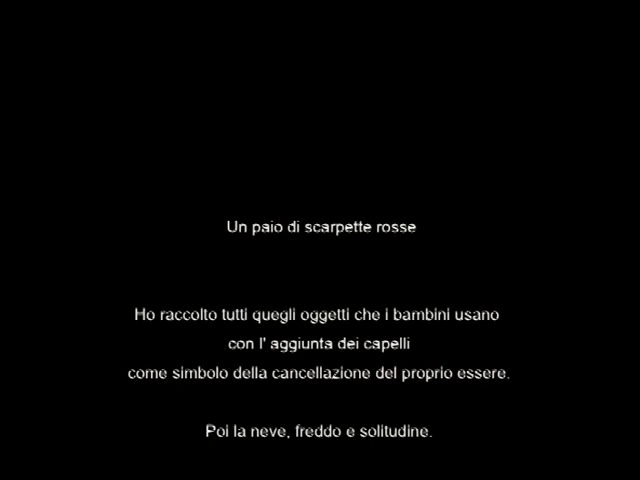 Un paio di scarpette rosse
Ho raccolto tutti quegli oggetti che i bambini usano
con l' aggiunta dei capelli
come simbolo della cancellazione del proprio essere.
Poi la neve, freddo e solitudine.